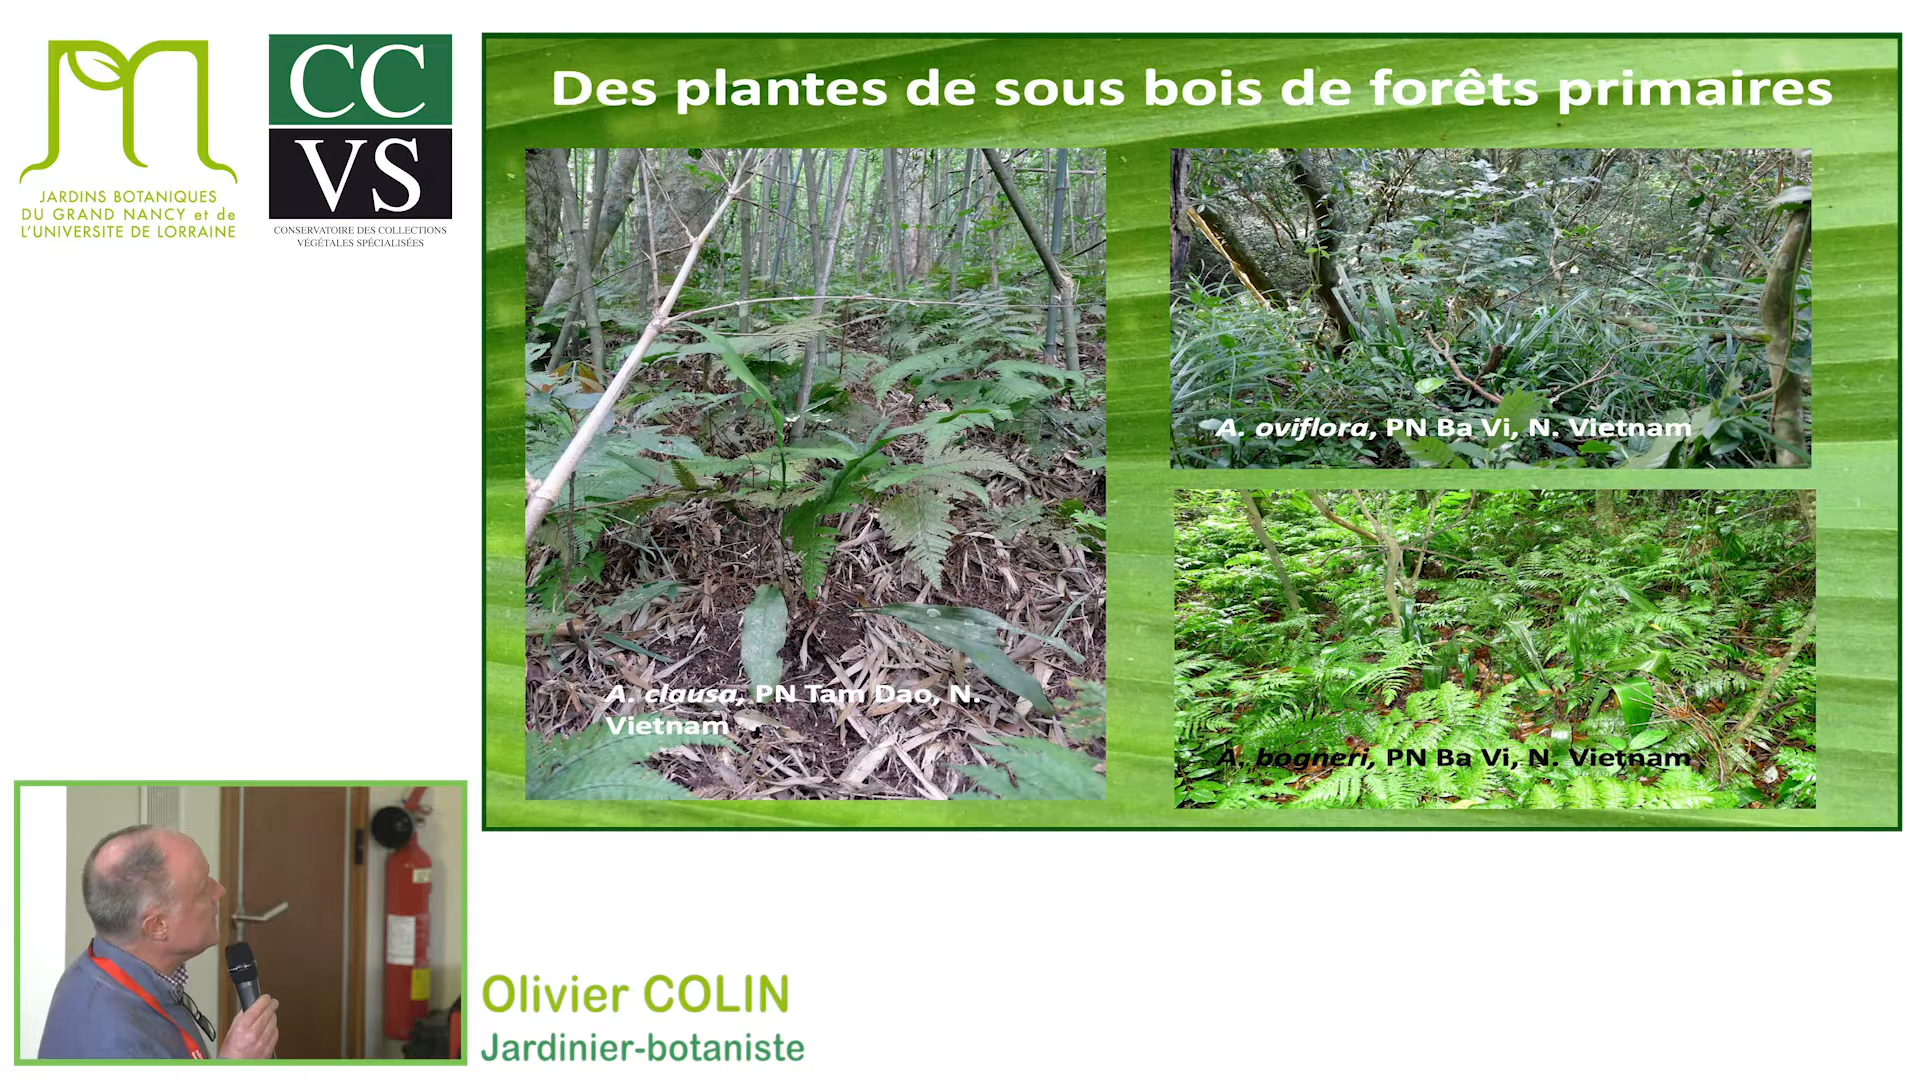 JARDINS BOTANIQUES
DU GRAND NANCY et de
L'UNIVERSITE DE LORRAINE
CC
VS
CONSERVATOIRE DES COLLECTIONS
VÉGÉTALES SPÉCIALISÉES
Des plantes de sous bois de forêts primaires
A. oviflora, PN Ba Vi, N. Vietnam
A. clausa, PN Tam Dao, N.
Vietnam
A. bogneri, PN Ba Vi, N. Vietnam
Olivier COLIN
Jardinier-botaniste